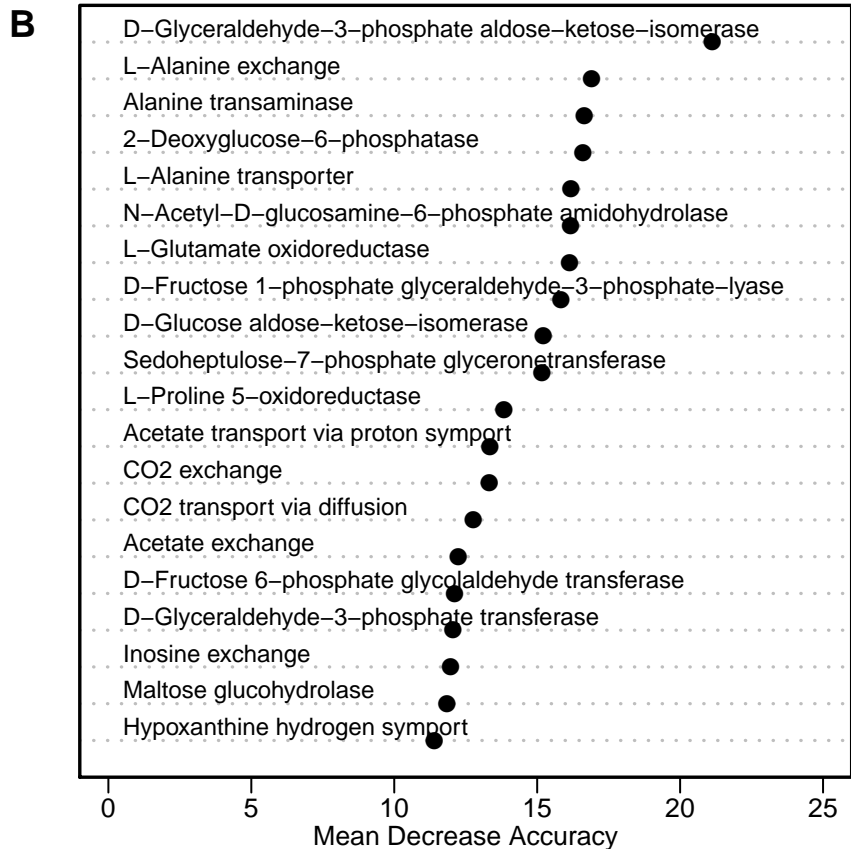 B
D−Glyceraldehyde−3−phosphate aldose−ketose−isomerase
L−Alanine exchange
Alanine transaminase
2−Deoxyglucose−6−phosphatase
L−Alanine transporter
N−Acetyl−D−glucosamine−6−phosphate amidohydrolase
L−Glutamate oxidoreductase
D−Fructose 1−phosphate glyceraldehyde−3−phosphate−lyase
D−Glucose aldose−ketose−isomerase
Sedoheptulose−7−phosphate glyceronetransferase
L−Proline 5−oxidoreductase
Acetate transport via proton symport
CO2 exchange
CO2 transport via diffusion
Acetate exchange
D−Fructose 6−phosphate glycolaldehyde transferase
D−Glyceraldehyde−3−phosphate transferase
Inosine exchange
Maltose glucohydrolase
Hypoxanthine hydrogen symport
0 5 10 15 20 25
Mean Decrease Accuracy